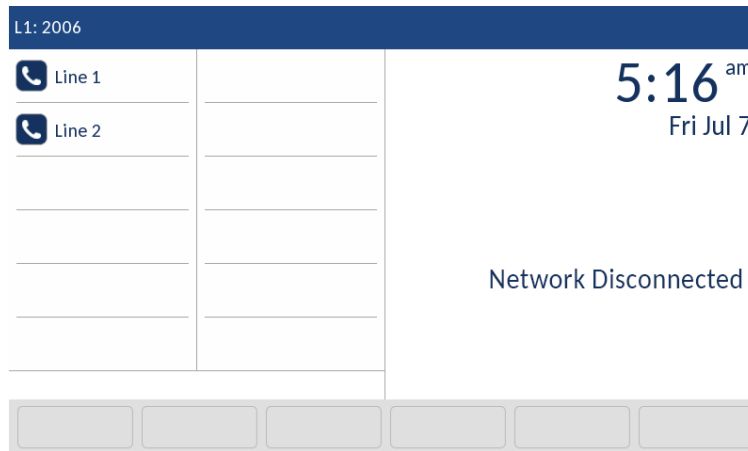 L1: 2006
Line 1
Line 2
5:16 am
Fri Jul 7
Network Disconnected